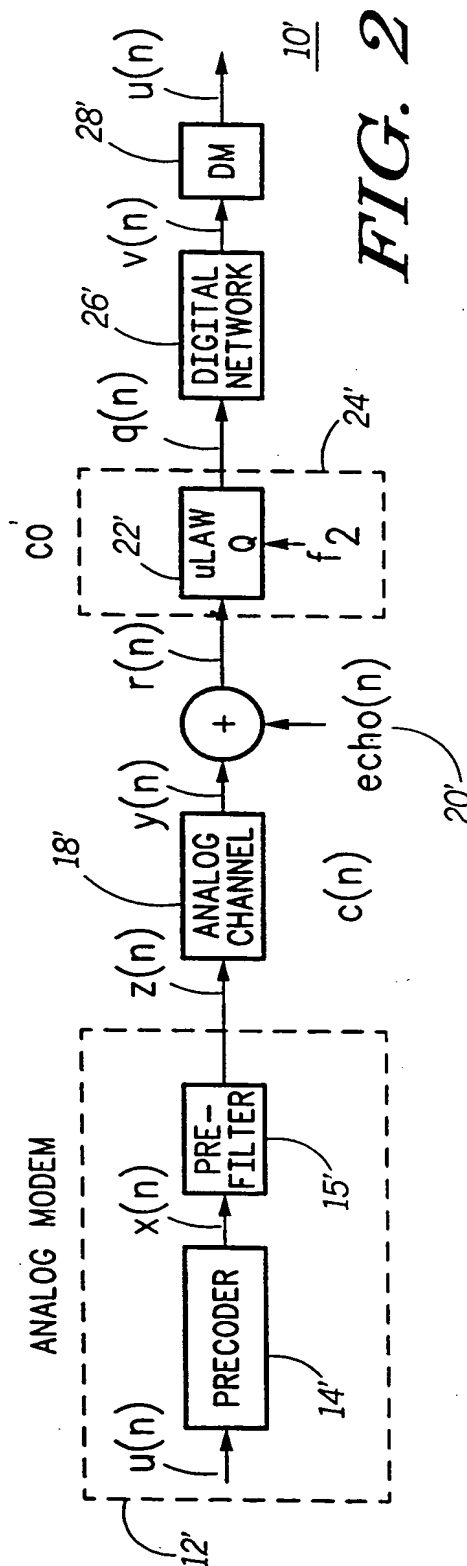 ANALOG MODEM
12'
u(n)
PRECODER
14'
x(n)
PRE-
FILTER
15'
z(n)
18'
ANALOG
CHANNEL
c(n)
y(n)
+
echo(n)
20'
r(n)
CO'
22'
uLAW
Q
f2
24'
q(n)
26'
DIGITAL
NETWORK
v(n)
28'
DM
u(n)
10'
FIG. 2